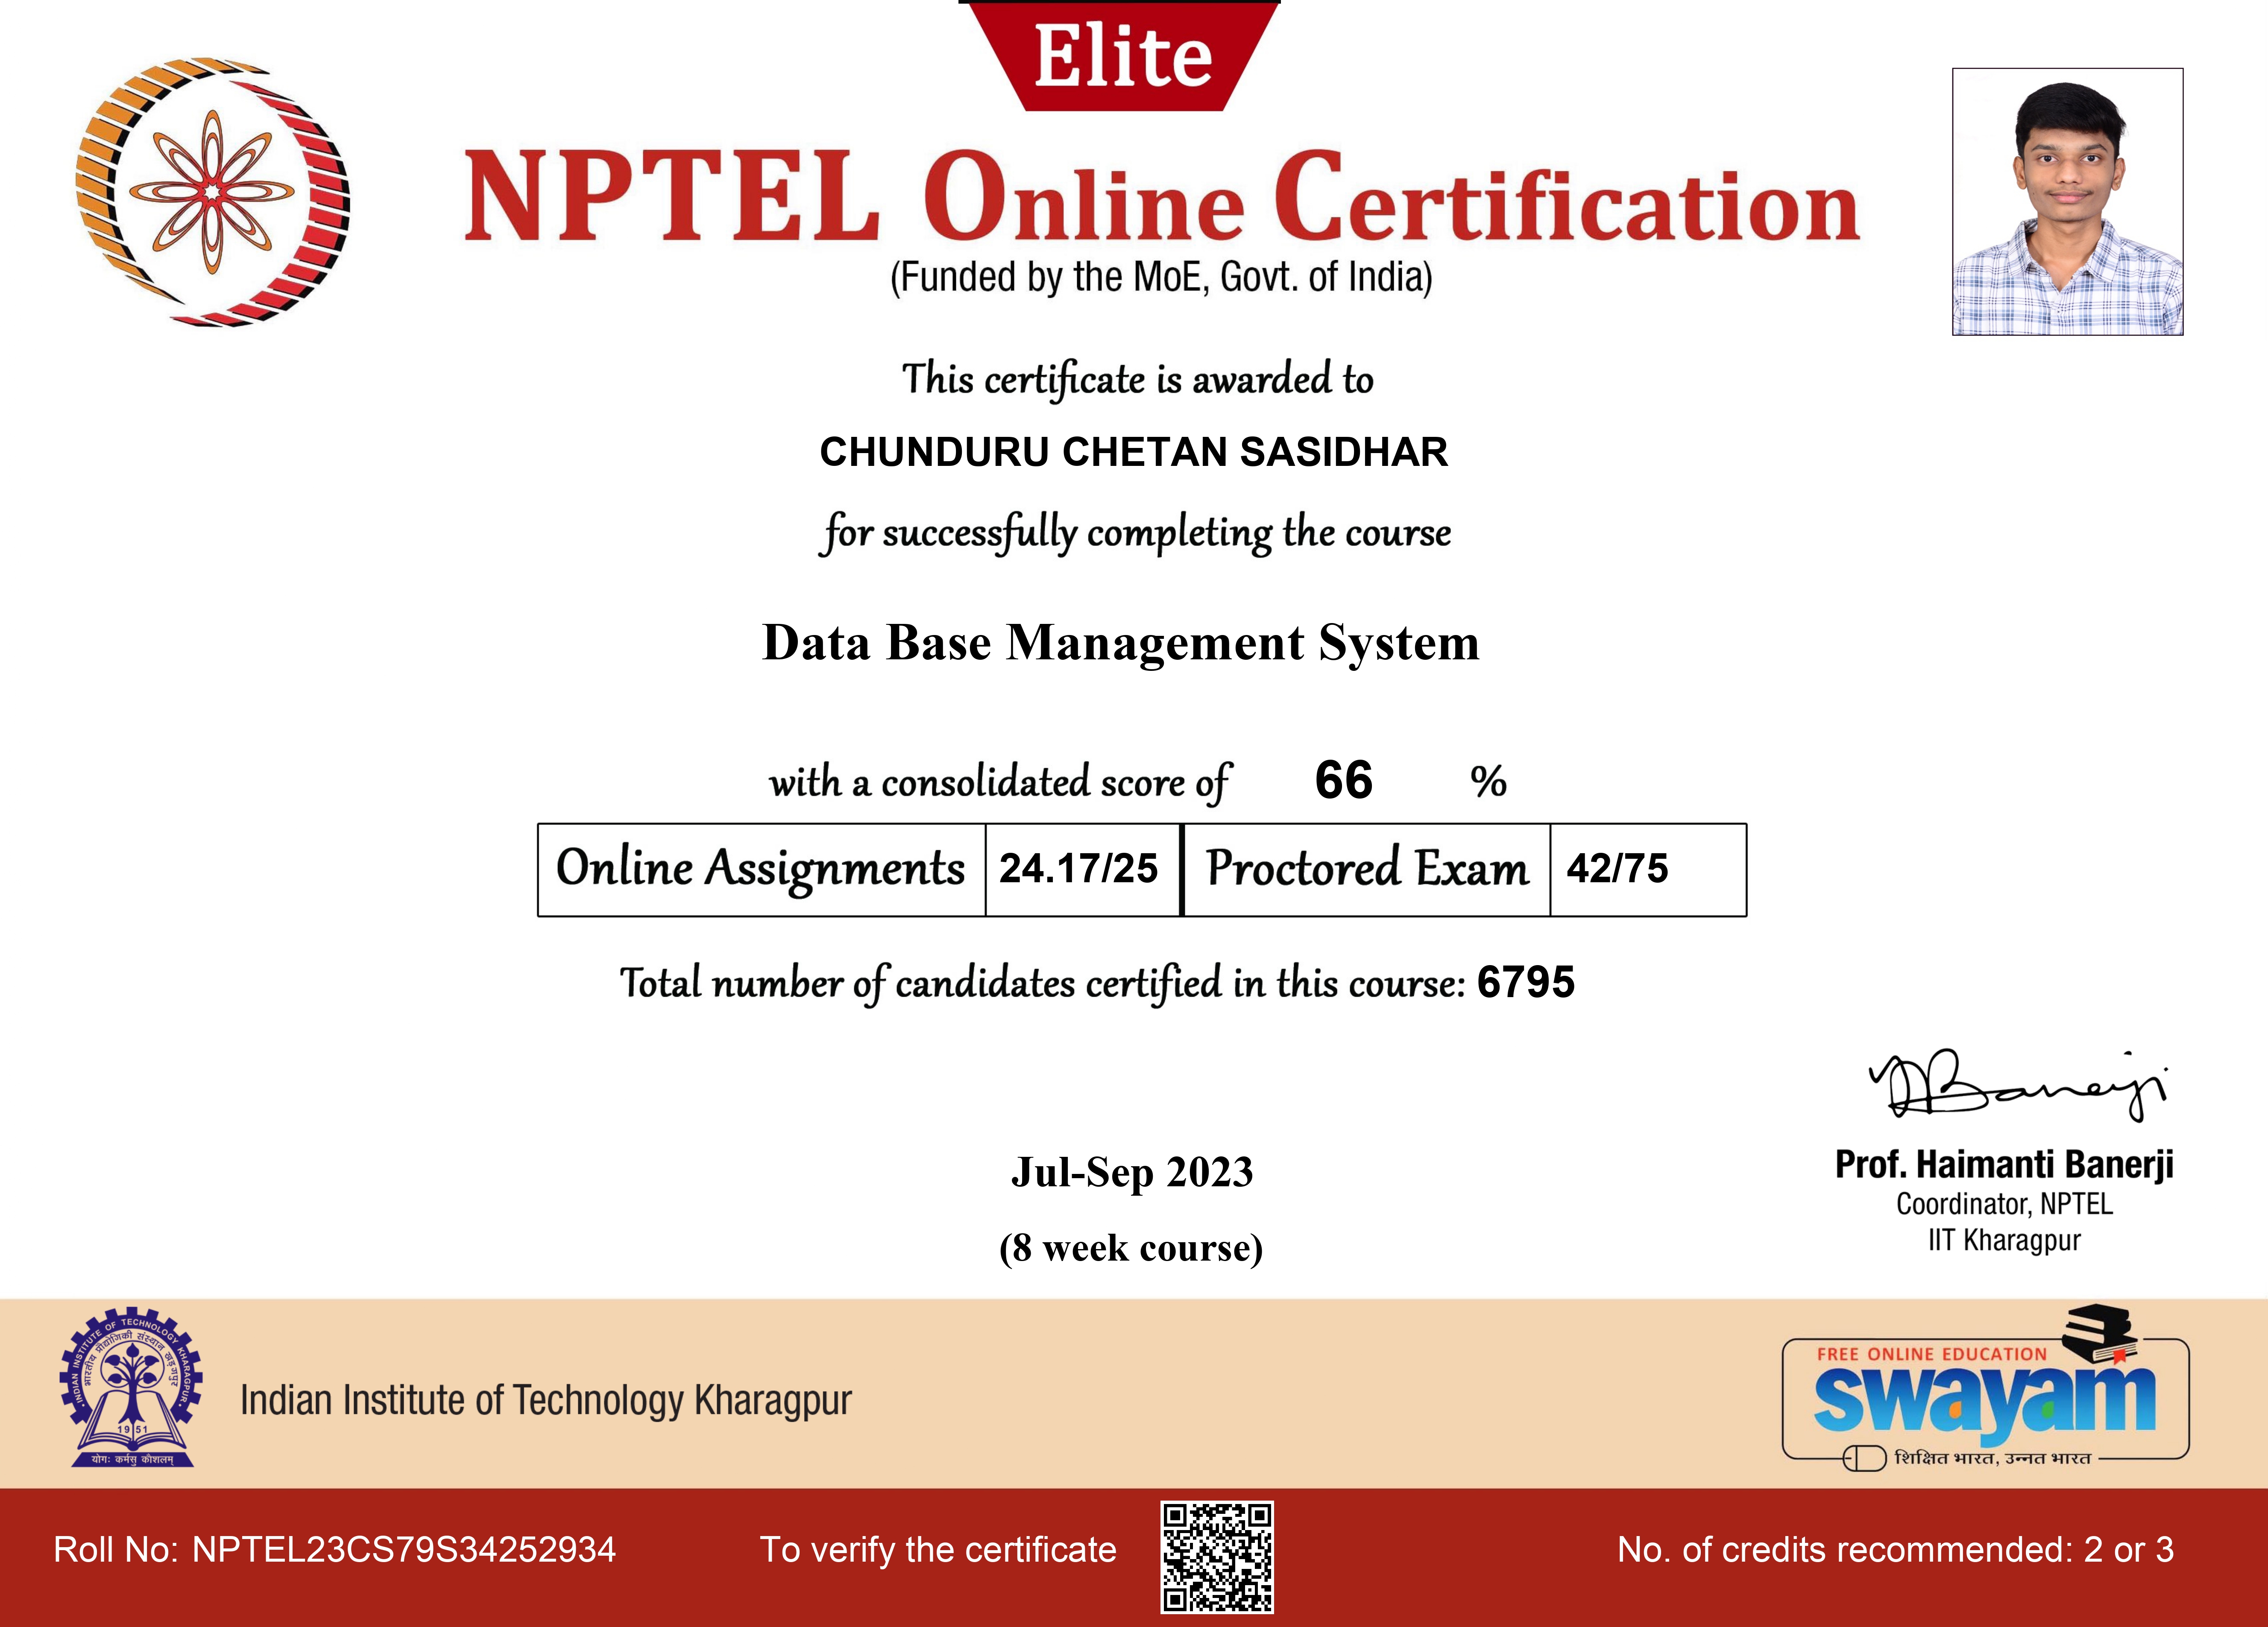 Elite
NPTEL Online Certification
(Funded by the MoE, Govt. of India)
This certificate is awarded to
CHUNDURU CHETAN SASIDHAR
for successfully completing the course
Data Base Management System
with a consolidated score of 66 %
Online Assignments 24.17/25 Proctored Exam 42/75
Total number of candidates certified in this course: 6795
Banerji
Prof. Haimanti Banerji
Coordinator, NPTEL
IIT Kharagpur
Jul-Sep 2023
(8 week course)
INDIAN INSTITUTE OF TECHNOLOGY KHARAGPUR
भारतीय प्रौद्योगिकी संस्थान खड़गपुर
1951
योगः कर्मसु कौशलम्
Indian Institute of Technology Kharagpur
FREE ONLINE EDUCATION
swayam
शिक्षित भारत, उन्नत भारत
Roll No: NPTEL23CS79S34252934
To verify the certificate
No. of credits recommended: 2 or 3